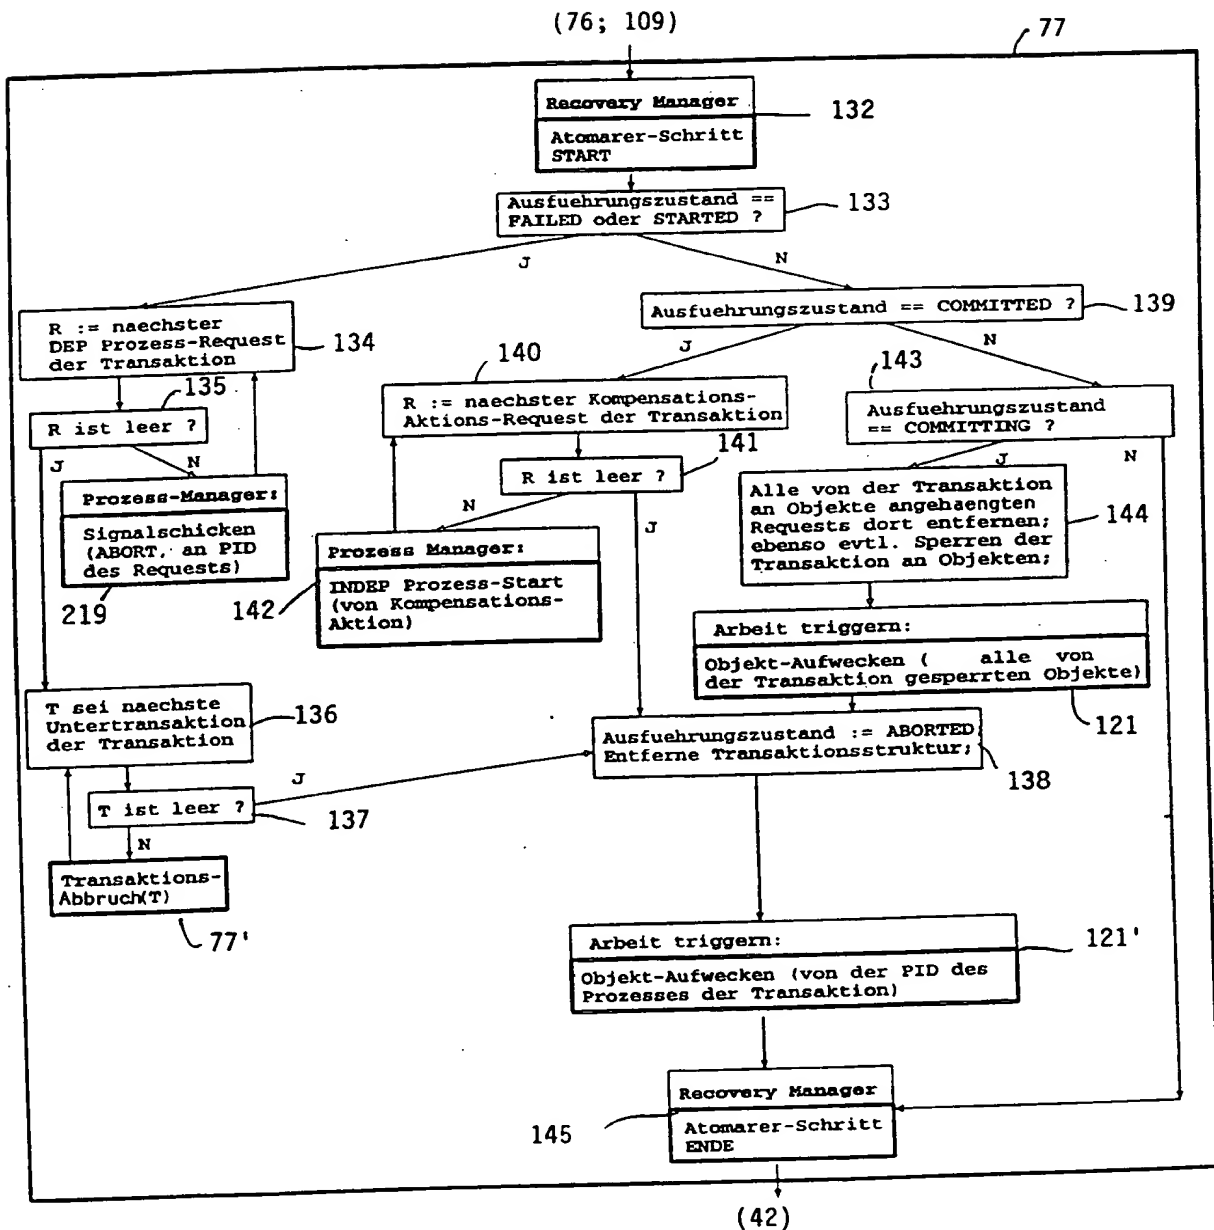 (76; 109)
77
Recovery Manager
132
Atomarer-Schritt
START
Ausfuehrungszustand ==
FAILED oder STARTED ?
133
J
N
R := naechster
DEP Prozess-Request
der Transaktion
134
Ausfuehrungszustand == COMMITTED ?
139
J
N
135
R ist leer ?
J
N
140
R := naechster Kompensations-
Aktions-Request der Transaktion
143
Ausfuehrungszustand
== COMMITTING ?
J
N
141
R ist leer ?
N
J
Prozess-Manager:
Signalschicken
(ABORT, an PID
des Requests)
219
Prozess Manager:
INDEP Prozess-Start
(von Kompensations-
Aktion)
142
Alle von der Transaktion
an Objekte angehaengten
Requests dort entfernen;
ebenso evtl. Sperren der
Transaktion an Objekten;
144
Arbeit triggern:
Objekt-Aufwecken ( alle von
der Transaktion gesperrten Objekte)
121
T sei naechste
Untertransaktion
der Transaktion
136
Ausfuehrungszustand := ABORTED
Entferne Transaktionsstruktur;
138
T ist leer ?
137
J
N
Transaktions-
Abbruch(T)
77'
Arbeit triggern:
121'
Objekt-Aufwecken (von der PID des
Prozesses der Transaktion)
Recovery Manager
145
Atomarer-Schritt
ENDE
(42)